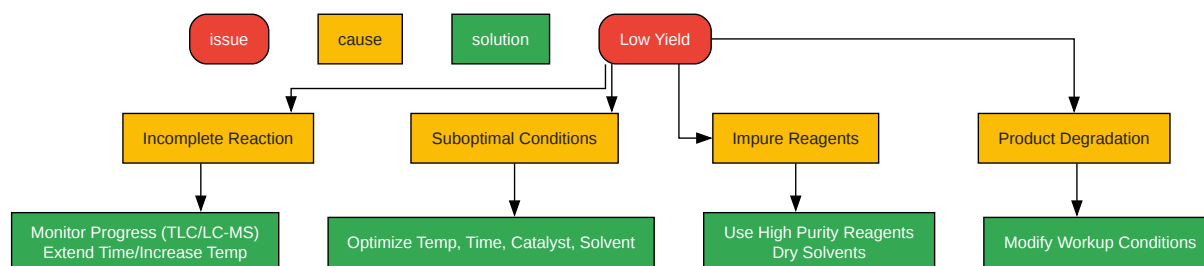 issue
cause
solution
Low Yield
Incomplete Reaction
Suboptimal Conditions
Impure Reagents
Product Degradation
Monitor Progress (TLC/LC-MS)
Extend Time/Increase Temp
Optimize Temp, Time, Catalyst, Solvent
Use High Purity Reagents
Dry Solvents
Modify Workup Conditions